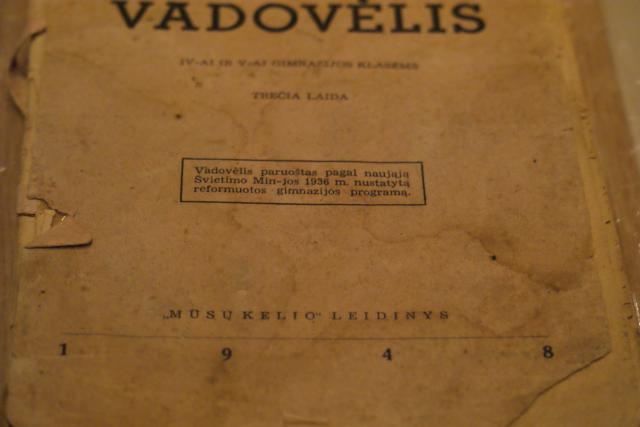 VADOVĖLIS
IV-AI IR V-AI GIMNAZIJOS KLASĖMS
TREČIA LAIDA
Vadovėlis paruoštas pagal naująją
Švietimo Min-jos 1936 m. nustatytą
reformuotos gimnazijos programą.
„MŪSŲ KELIO“ LEIDINYS
1 9 4 8